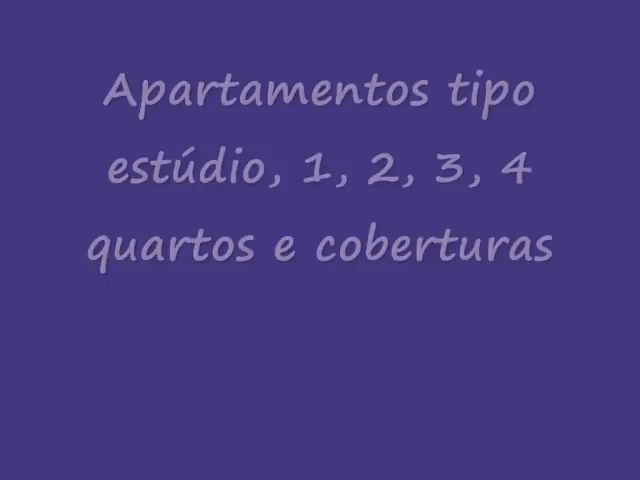 Apartamentos tipo
estúdio, 1, 2, 3, 4
quartos e coberturas